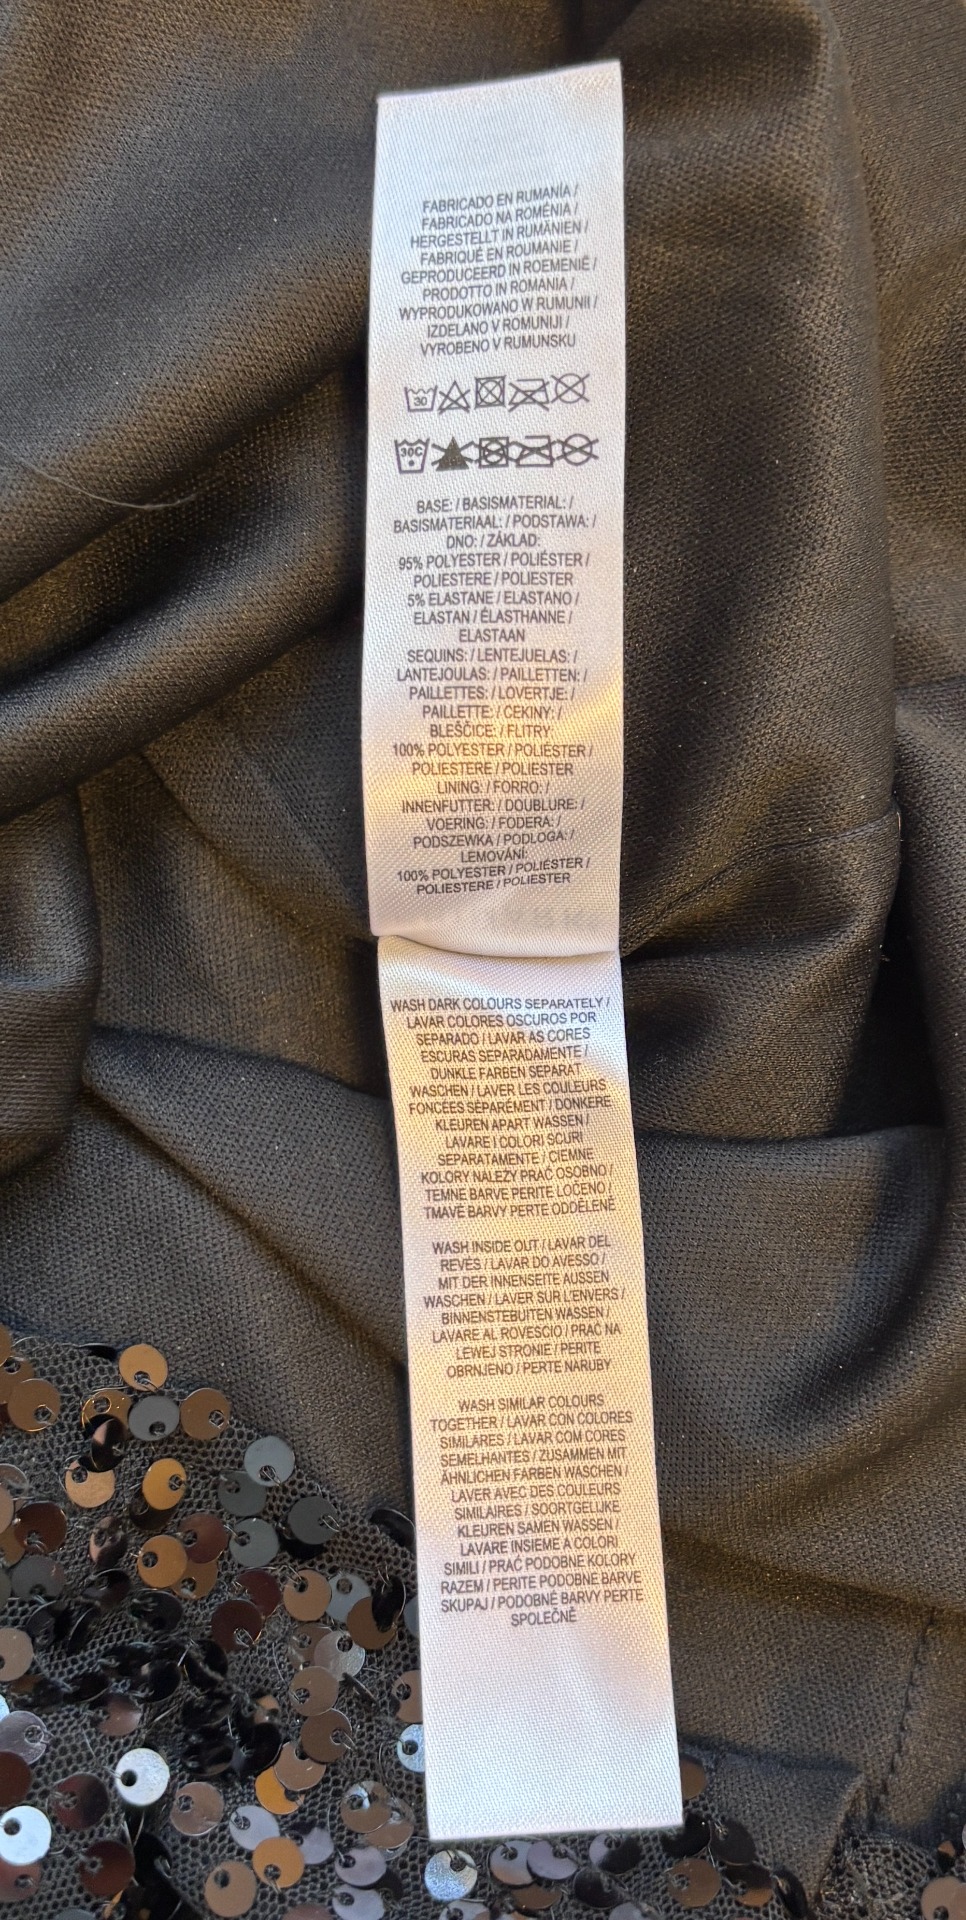 FABRICADO EN RUMANÍA /
FABRICADO NA ROMÉNIA /
HERGESTELLT IN RUMÄNIEN /
FABRIQUÉ EN ROUMANIE /
GEPRODUCEERD IN ROEMENIË /
PRODOTTO IN ROMANIA /
WYPRODUKOWANO W RUMUNII /
IZDELANO V ROMUNIJI /
VYROBENO V RUMUNSKU
30
30C
BASE: / BASISMATERIAL: /
BASISMATERIAAL: / PODSTAWA: /
DNO: / ZÁKLAD:
95% POLYESTER / POLIÉSTER /
POLIESTERE / POLIESTER
5% ELASTANE / ELASTANO /
ELASTAN / ÉLASTHANNE /
ELASTAAN
SEQUINS: / LENTEJUELAS: /
LANTEJOULAS: / PAILLETTEN: /
PAILLETTES: / LOVERTJE: /
PAILLETTE: / CEKINY: /
BLEŠČICE: / FLITRY:
100% POLYESTER / POLIÉSTER /
POLIESTERE / POLIESTER
LINING: / FORRO: /
INNENFUTTER: / DOUBLURE: /
VOERING: / FODERA: /
PODSZEWKA / PODLOGA: /
LEMOVÁNÍ:
100% POLYESTER / POLIÉSTER /
POLIESTERE / POLIESTER
WASH DARK COLOURS SEPARATELY /
LAVAR COLORES OSCUROS POR
SEPARADO / LAVAR AS CORES
ESCURAS SEPARADAMENTE /
DUNKLE FARBEN SEPARAT
WASCHEN / LAVER LES COULEURS
FONCÉES SÉPARÉMENT / DONKERE
KLEUREN APART WASSEN /
LAVARE I COLORI SCURI
SEPARATAMENTE / CIEMNE
KOLORY NALEŻY PRAĆ OSOBNO /
TEMNE BARVE PERITE LOČENO /
TMAVÉ BARVY PERTE ODDĚLENĚ
WASH INSIDE OUT / LAVAR DEL
REVÉS / LAVAR DO AVESSO /
MIT DER INNENSEITE AUSSEN
WASCHEN / LAVER SUR L'ENVERS /
BINNENSTEBUITEN WASSEN /
LAVARE AL ROVESCIO / PRAĆ NA
LEWEJ STRONIE / PERITE
OBRNJENO / PERTE NARUBY
WASH SIMILAR COLOURS
TOGETHER / LAVAR CON COLORES
SIMILARES / LAVAR COM CORES
SEMELHANTES / ZUSAMMEN MIT
ÄHNLICHEN FARBEN WASCHEN /
LAVER AVEC DES COULEURS
SIMILAIRES / SOORTGELIJKE
KLEUREN SAMEN WASSEN /
LAVARE INSIEME A COLORI
SIMILI / PRAĆ PODOBNE KOLORY
RAZEM / PERITE PODOBNE BARVE
SKUPAJ / PODOBNÉ BARVY PERTE
SPOLEČNĚ